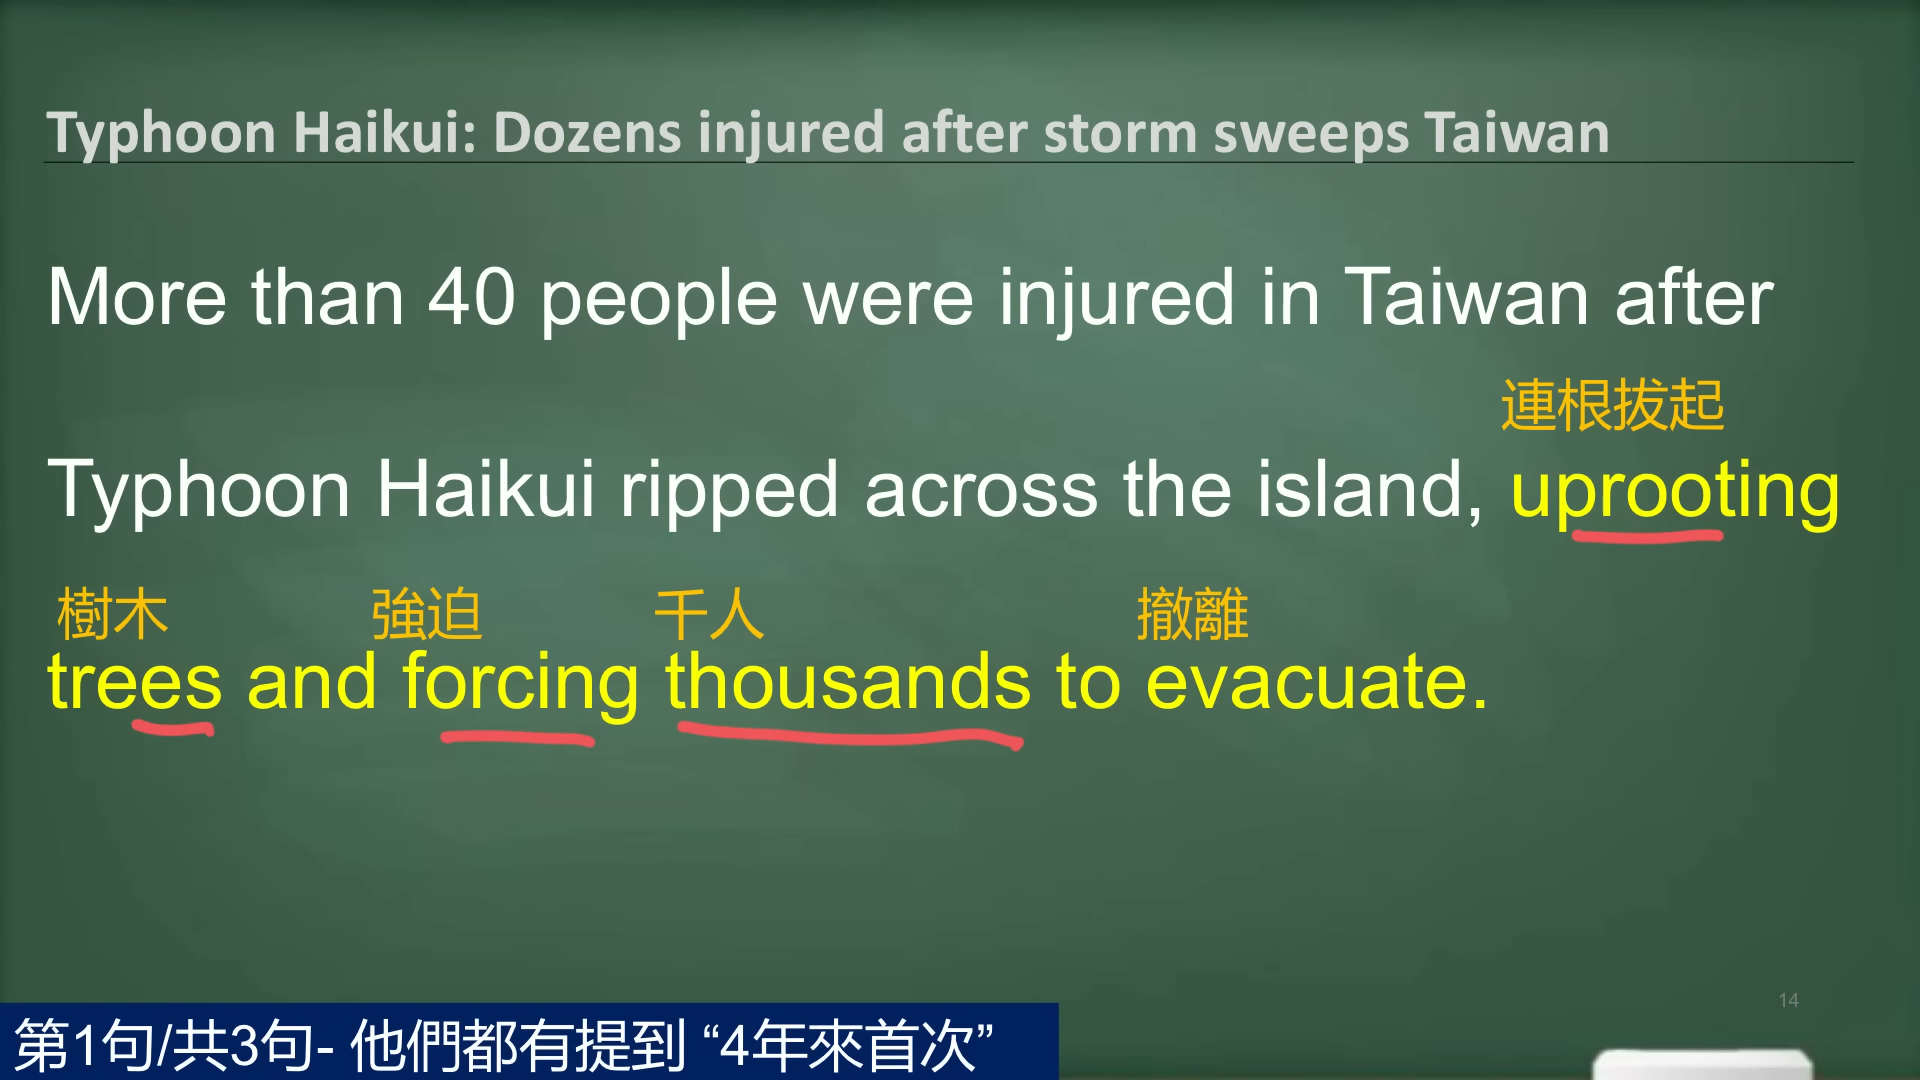 Typhoon Haikui: Dozens injured after storm sweeps Taiwan
More than 40 people were injured in Taiwan after
連根拔起
Typhoon Haikui ripped across the island, uprooting
樹木 強迫 千人 撤離
trees and forcing thousands to evacuate.
14
第1句/共3句- 他們都有提到 “4年來首次”